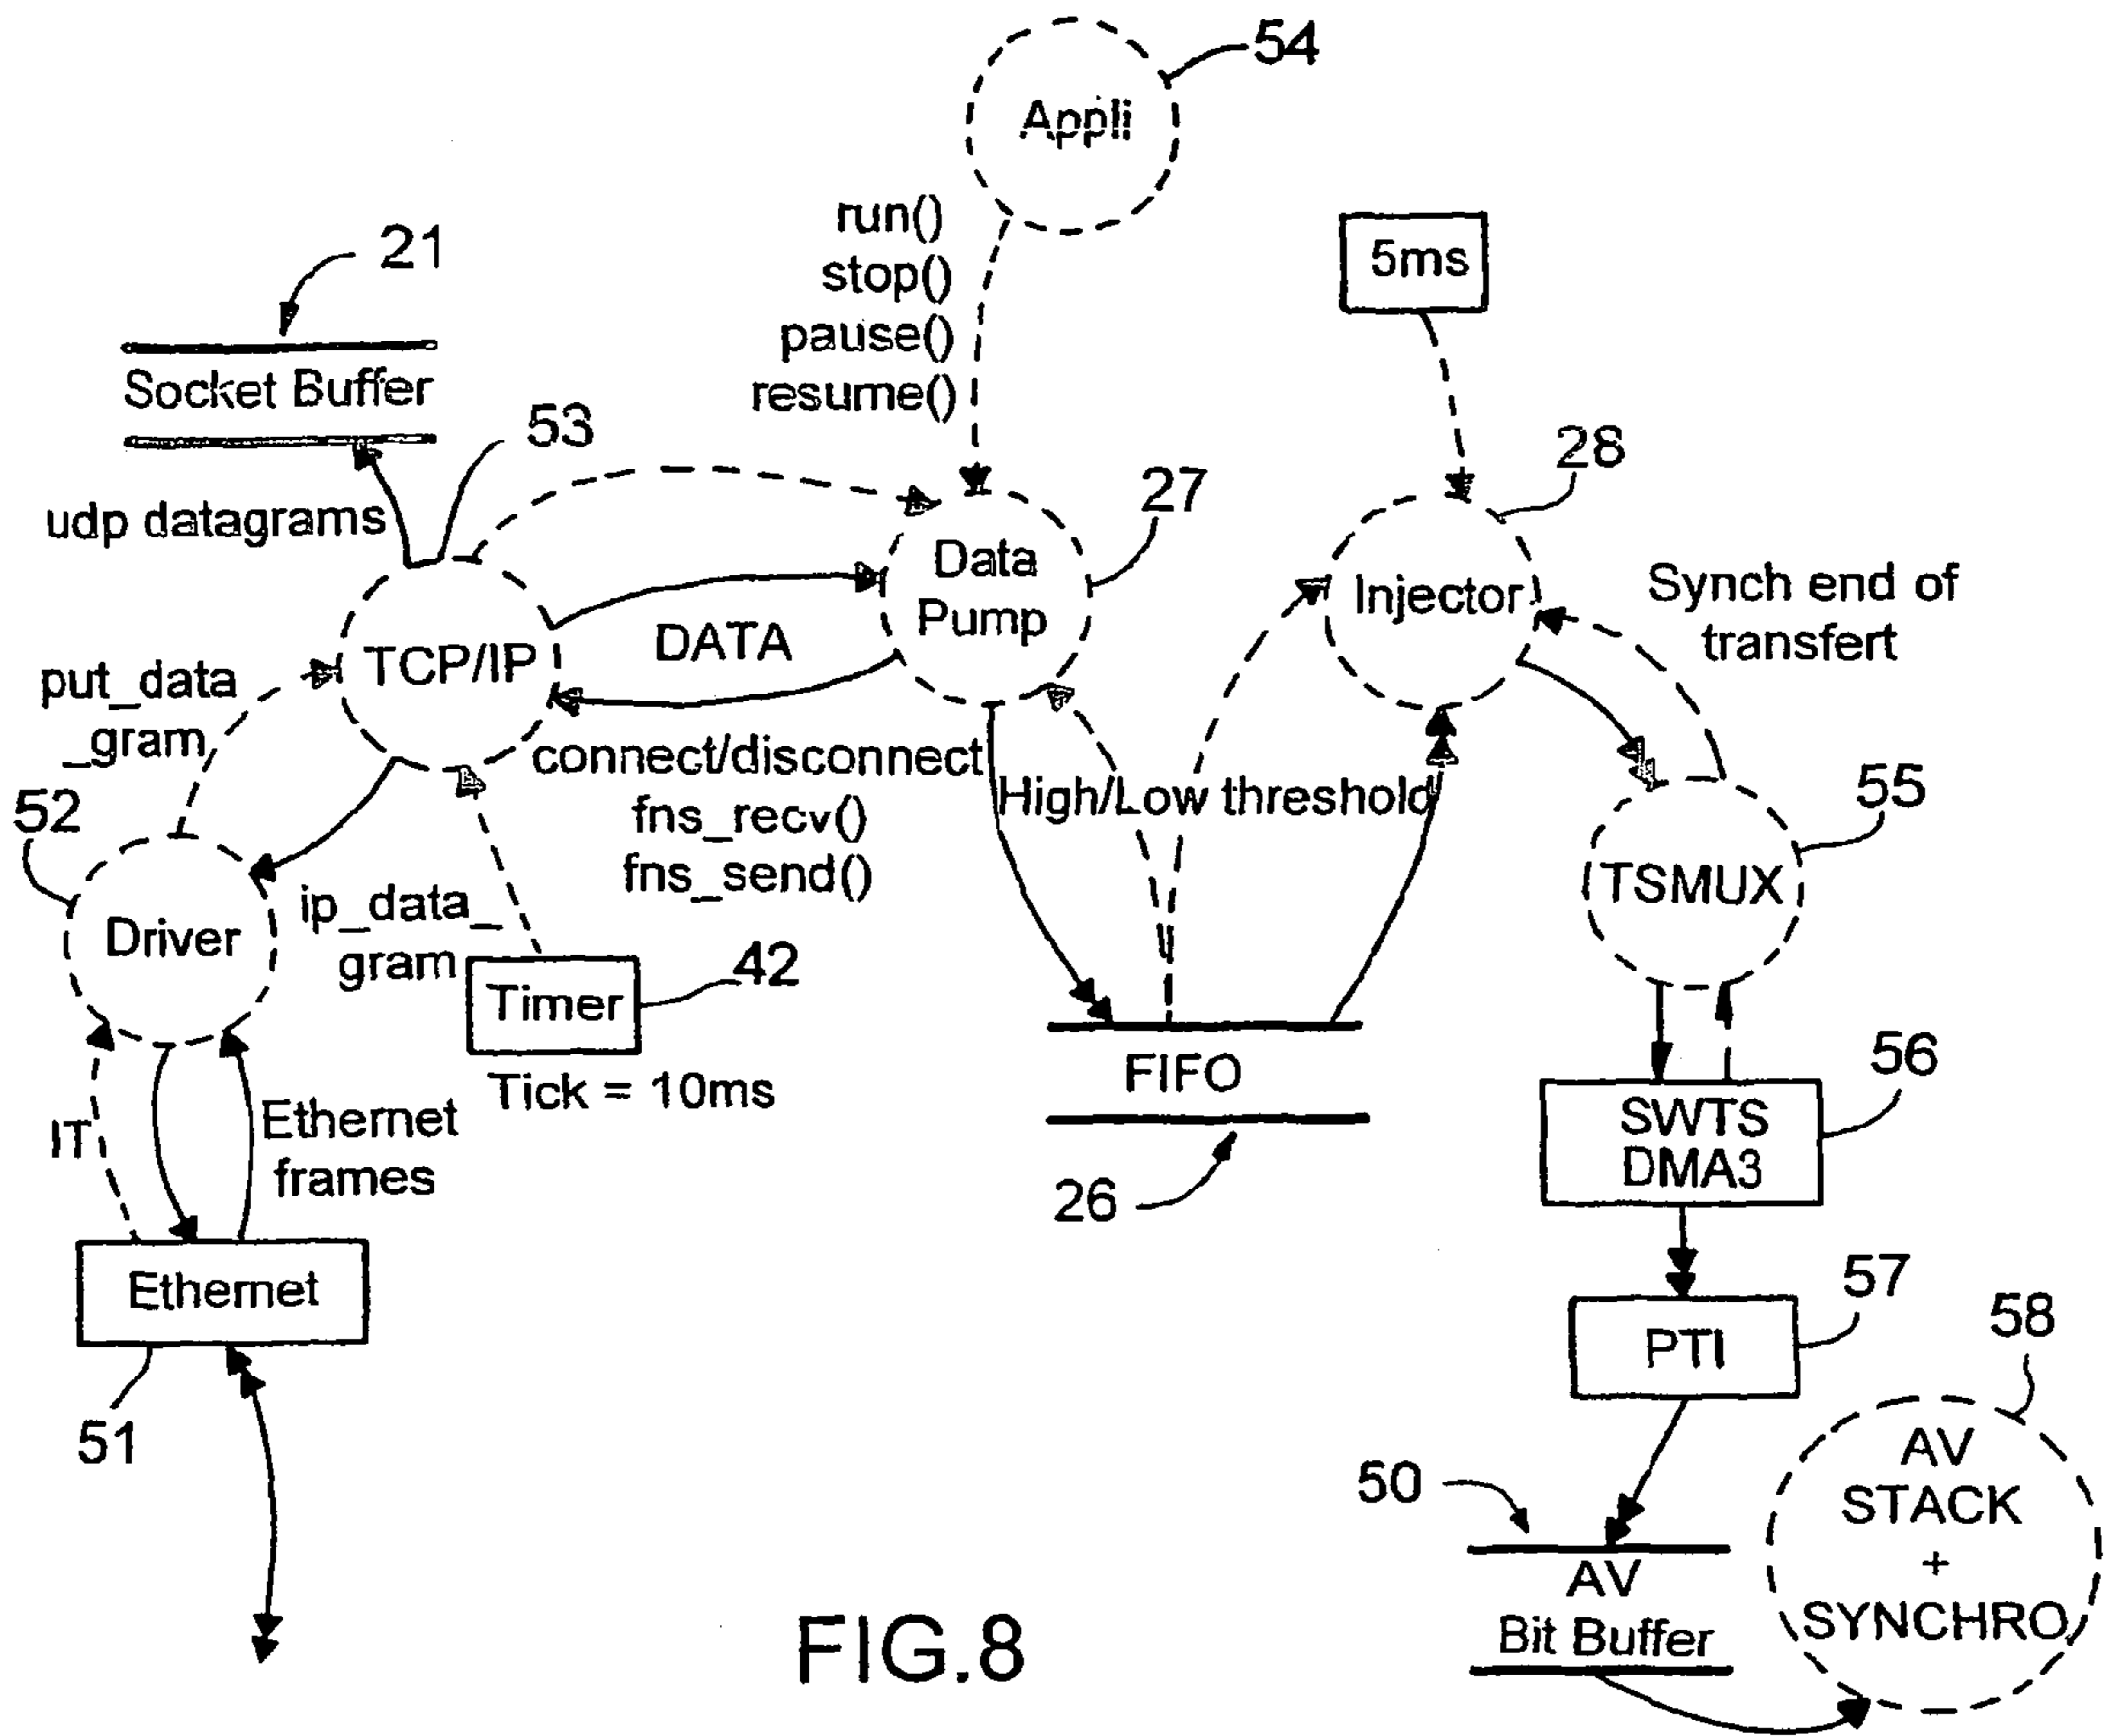 54
Appli
run()
stop()
pause()
resume()
5ms
21
Socket Buffer
53
udp datagrams
27
28
Data
Pump
Injector
Synch end of
transfert
TCP/IP
DATA
put_data
_gram
connect/disconnect
fns_recv()
fns_send()
High/Low threshold
52
55
TSMUX
Driver
ip_data_
gram
42
Timer
Tick = 10ms
FIFO
26
56
SWTS
DMA3
IT
Ethernet
frames
Ethernet
51
57
PTI
58
AV
STACK
+
SYNCHRO
50
AV
Bit Buffer
FIG.8